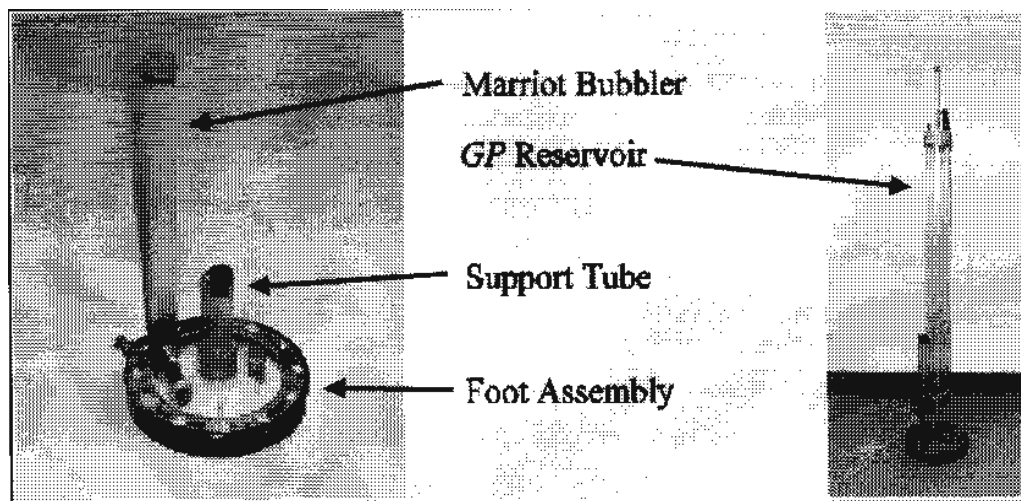 Marriot Bubbler
GP Reservoir
Support Tube
Foot Assembly